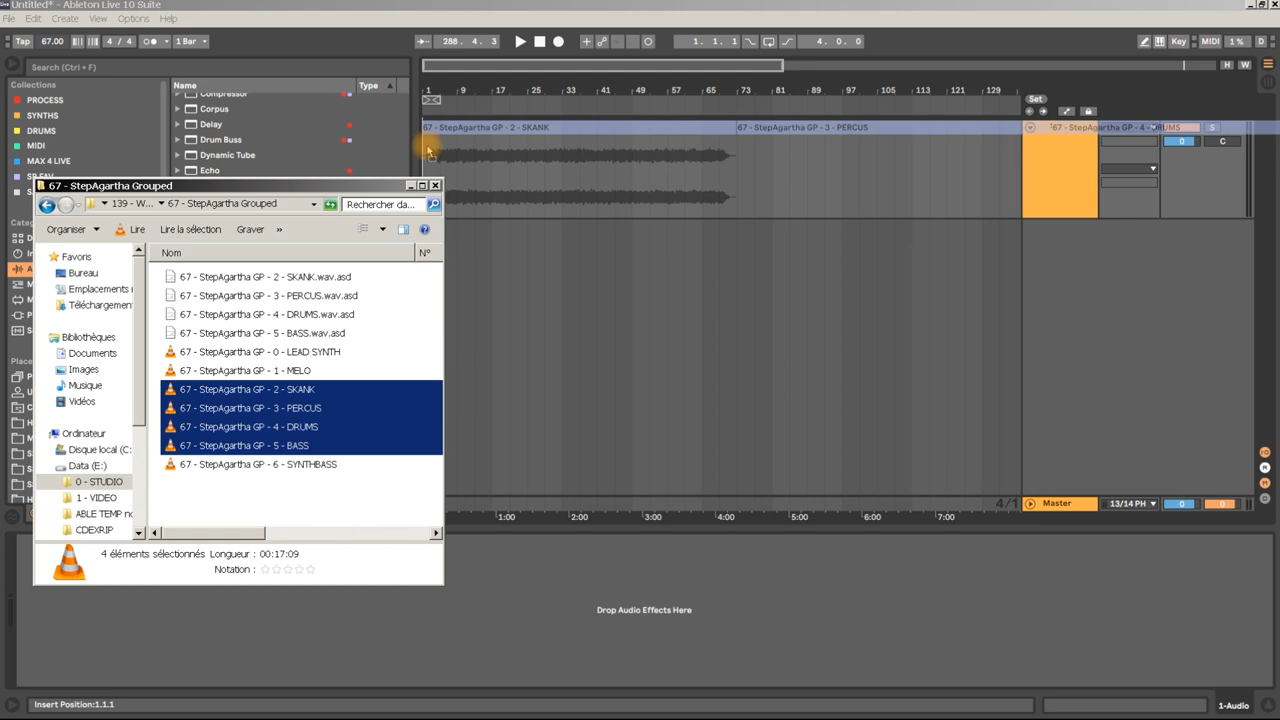 Untitled* - Ableton Live 10 Suite
File Edit Create View Options Help
Tap 67.00 4 / 4 1 Bar 288. 4. 3 1. 1. 1 4. 0. 0 Key MIDI 1 % D
Search (Ctrl + F)
H W
Collections Name Type
1 9 17 25 33 41 49 57 65 73 81 89 97 105 113 121 129
Compressor
PROCESS
Corpus
Set
SYNTHS
Delay
DRUMS
67 - StepAgartha GP - 2 - SKANK 67 - StepAgartha GP - 3 - PERCUS 67 - StepAgartha GP - 4 - DRUMS S
Drum Buss
0 C
MIDI
Dynamic Tube
MAX 4 LIVE
Echo
67 - StepAgartha Grouped
139 - W... 67 - StepAgartha Grouped Rechercher da...
Organiser Lire Lire la sélection Graver »
Favoris
Bureau
Emplacements
Téléchargement
Bibliothèques
Documents
Images
Musique
Vidéos
Ordinateur
Disque local (C:
Data (E:)
0 - STUDIO
1 - VIDEO
ABLE TEMP
CDEXRIP
Nom N°
67 - StepAgartha GP - 2 - SKANK.wav.asd
67 - StepAgartha GP - 3 - PERCUS.wav.asd
67 - StepAgartha GP - 4 - DRUMS.wav.asd
67 - StepAgartha GP - 5 - BASS.wav.asd
67 - StepAgartha GP - 0 - LEAD SYNTH
67 - StepAgartha GP - 1 - MELO
67 - StepAgartha GP - 2 - SKANK
67 - StepAgartha GP - 3 - PERCUS
67 - StepAgartha GP - 4 - DRUMS
67 - StepAgartha GP - 5 - BASS
67 - StepAgartha GP - 6 - SYNTHBASS
4 éléments sélectionnés Longueur : 00:17:09
Notation :
4/1 Master 13/14 PH 0 0
1:00 2:00 3:00 4:00 5:00 6:00 7:00
Drop Audio Effects Here
Insert Position:1.1.1
1-Audio